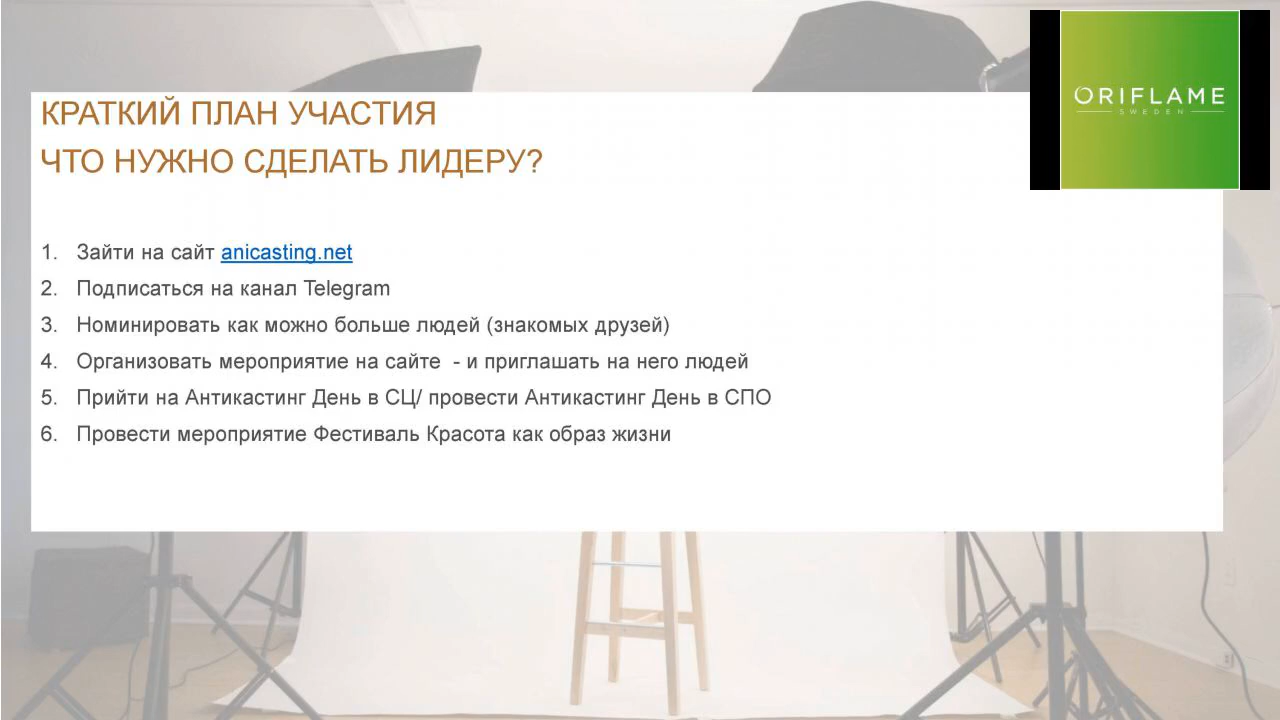 КРАТКИЙ ПЛАН УЧАСТИЯ
ЧТО НУЖНО СДЕЛАТЬ ЛИДЕРУ?
ORIFLAME
SWEDEN
1. Зайти на сайт anicasting.net
2. Подписаться на канал Telegram
3. Номинировать как можно больше людей (знакомых друзей)
4. Организовать мероприятие на сайте - и приглашать на него людей
5. Прийти на Антикастинг День в СЦ/ провести Антикастинг День в СПО
6. Провести мероприятие Фестиваль Красота как образ жизни